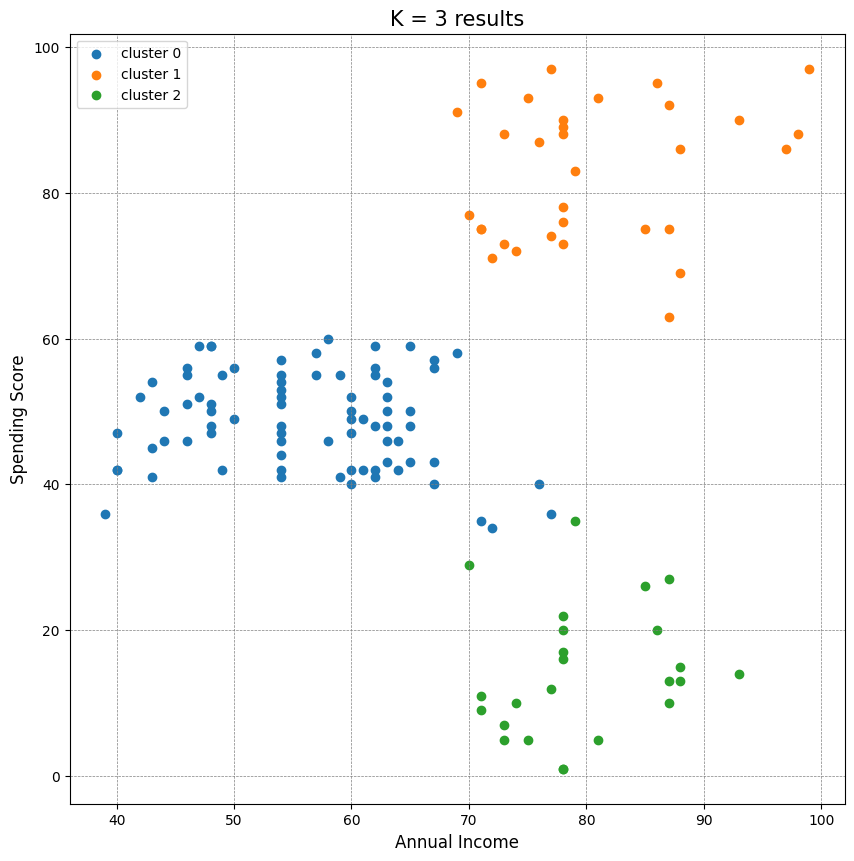 K = 3 results
cluster 0
cluster 1
cluster 2
100
80
60
40
20
0
Spending Score
40 50 60 70 80 90 100
Annual Income